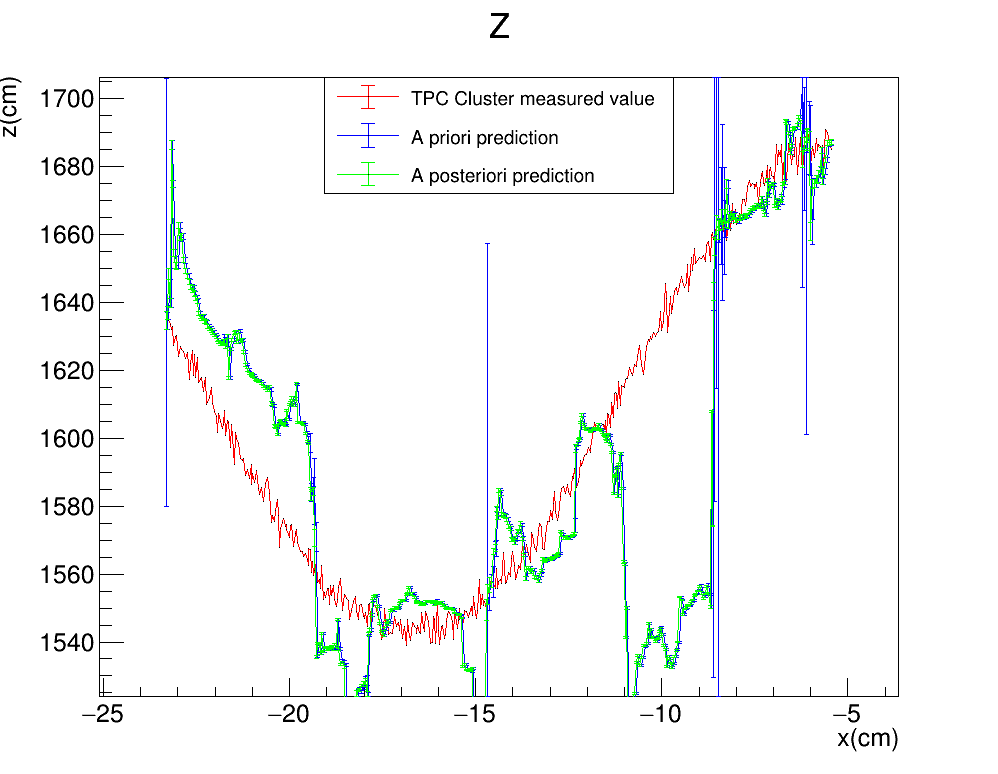 Z
z(cm)
1700
1680
1660
1640
1620
1600
1580
1560
1540
TPC Cluster measured value
A priori prediction
A posteriori prediction
−25 −20 −15 −10 −5
x(cm)